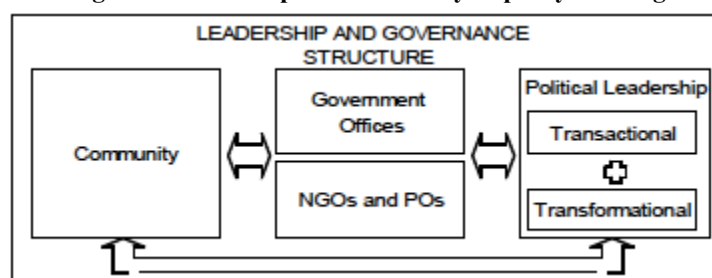 LEADERSHIP AND GOVERNANCE
STRUCTURE
Community
Government
Offices
NGOs and POs
Political Leadership
Transactional
Transformational